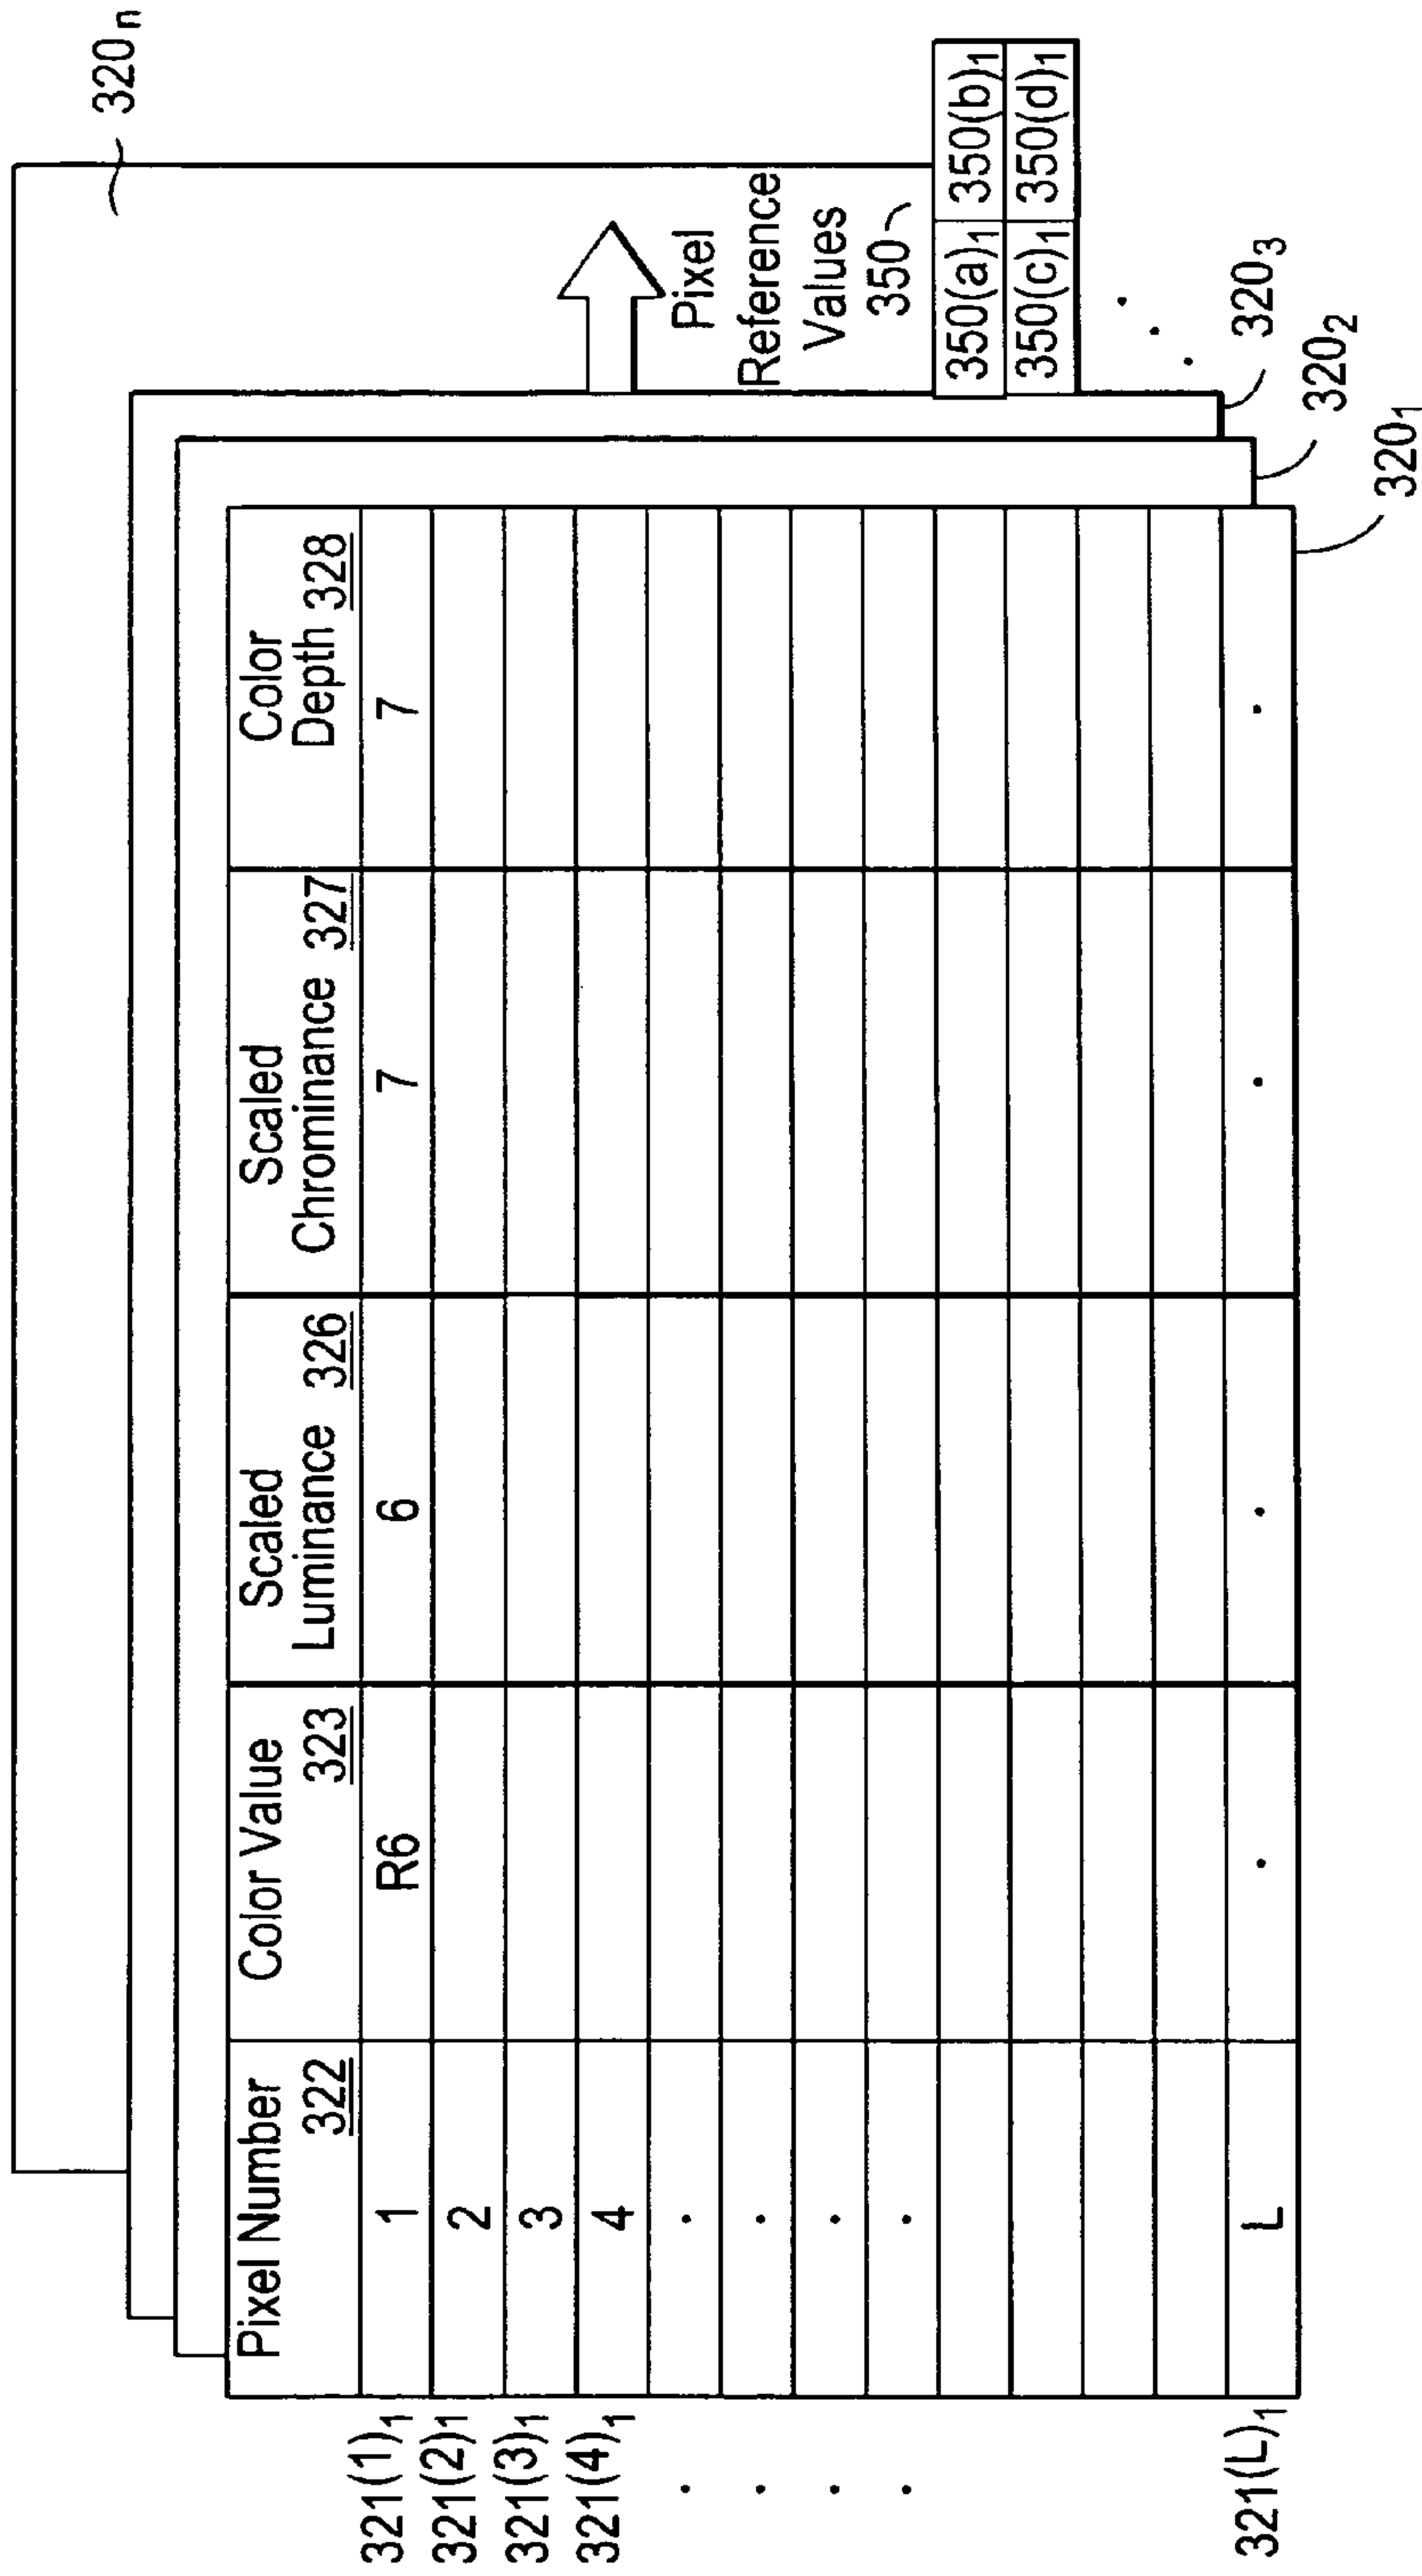 320n
Pixel Number 322
Color Value 323
Scaled Luminance 326
Scaled Chrominance 327
Color Depth 328
321(1)1
1
R6
6
7
7
321(2)1
2
321(3)1
3
321(4)1
4
.
.
.
.
.
.
.
.
321(L)1
L
.
.
.
.
Pixel
Reference
Values
350
350(a)1 350(b)1
350(c)1 350(d)1
. . .
3203
3202
3201